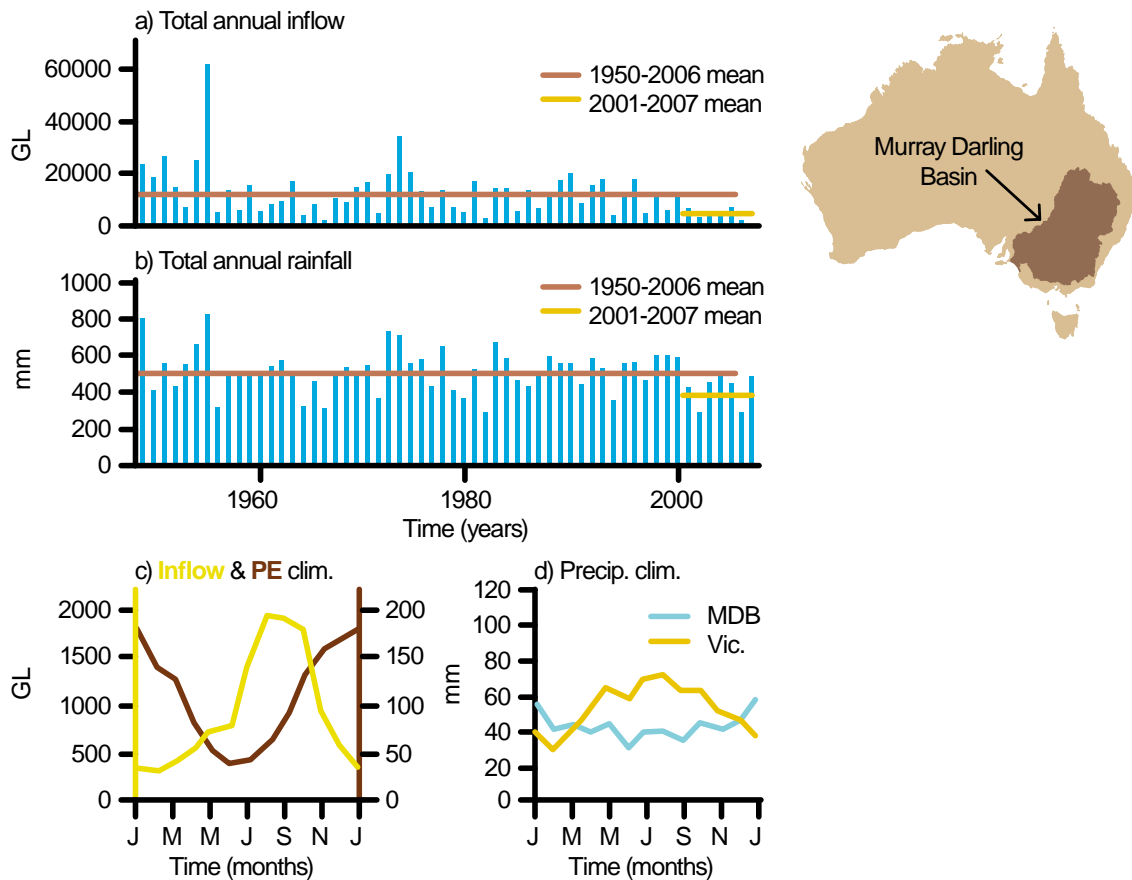 a) Total annual inflow
60000
40000
20000
0
GL
1950-2006 mean
2001-2007 mean
Murray Darling
Basin
b) Total annual rainfall
1000
800
600
400
200
0
mm
1950-2006 mean
2001-2007 mean
1960
1980
2000
Time (years)
c) Inflow & PE clim.
2000
1500
1000
500
0
GL
200
150
100
50
0
mm
J M M J S N J
Time (months)
d) Precip. clim.
120
100
80
60
40
20
0
MDB
Vic.
J M M J S N J
Time (months)